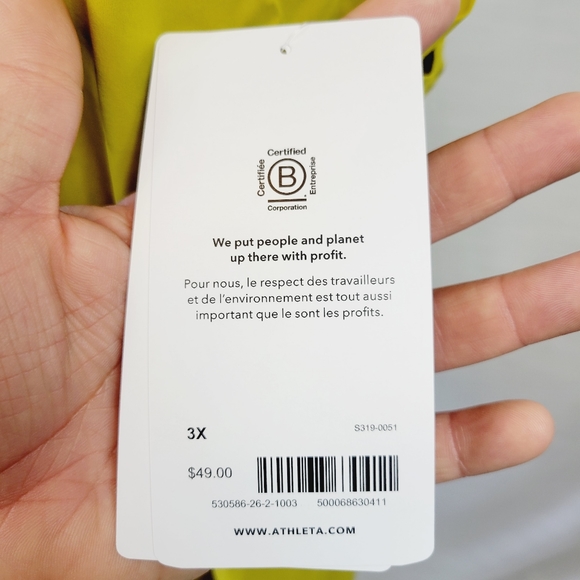 Certified
Certifiée
B
Entreprise
Corporation
We put people and planet
up there with profit.
Pour nous, le respect des travailleurs
et de l'environnement est tout aussi
important que le sont les profits.
3X
S319-0051
$49.00
530586-26-2-1003 500068630411
WWW.ATHLETA.COM